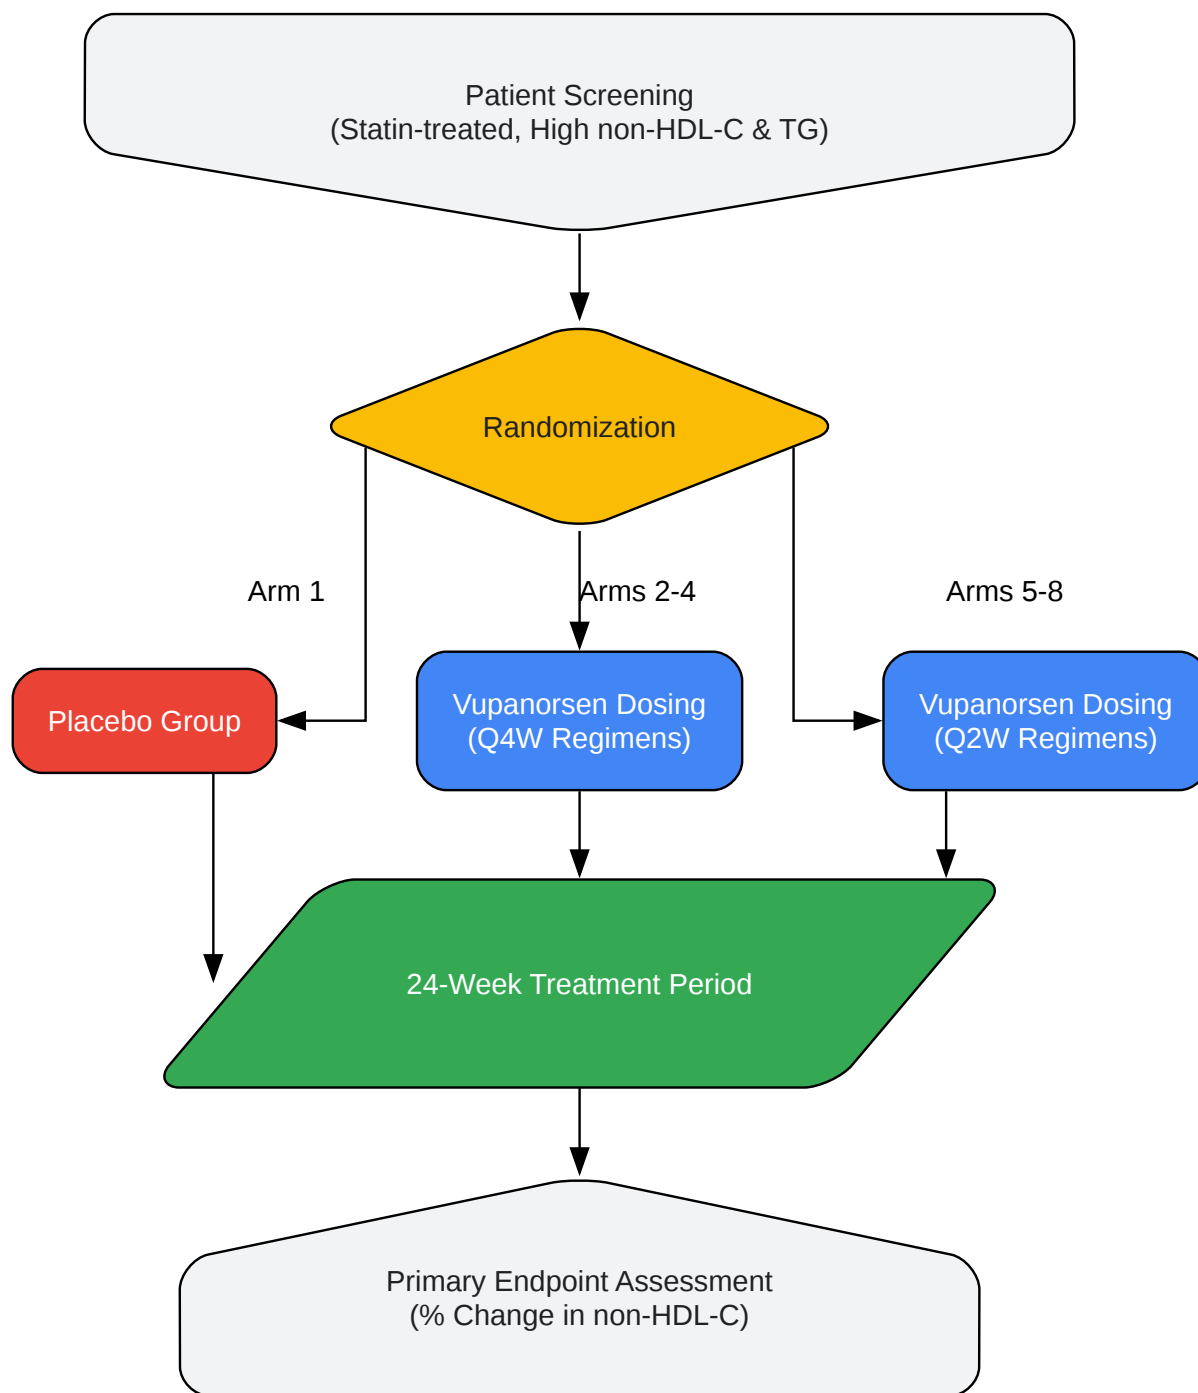 Patient Screening
(Statin-treated, High non-HDL-C & TG)
Randomization
Arm 1
Arms 2-4
Arms 5-8
Placebo Group
Vupanorsen Dosing
(Q4W Regimens)
Vupanorsen Dosing
(Q2W Regimens)
24-Week Treatment Period
Primary Endpoint Assessment
(% Change in non-HDL-C)